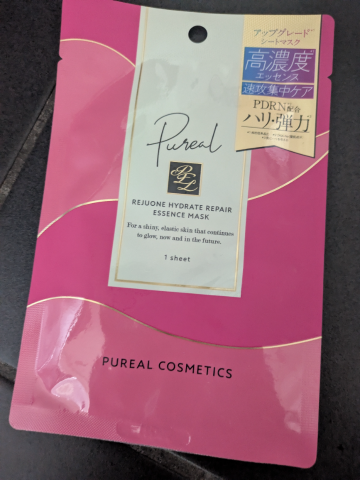 アップグレード
シートマスク
高濃度
エッセンス
速攻集中ケア
PDRN配合
ハリ・弾力
Pureal
PL
REJUONE HYDRATE REPAIR
ESSENCE MASK
For a shiny, elastic skin that continues
to glow, now and in the future.
1 sheet
PUREAL COSMETICS